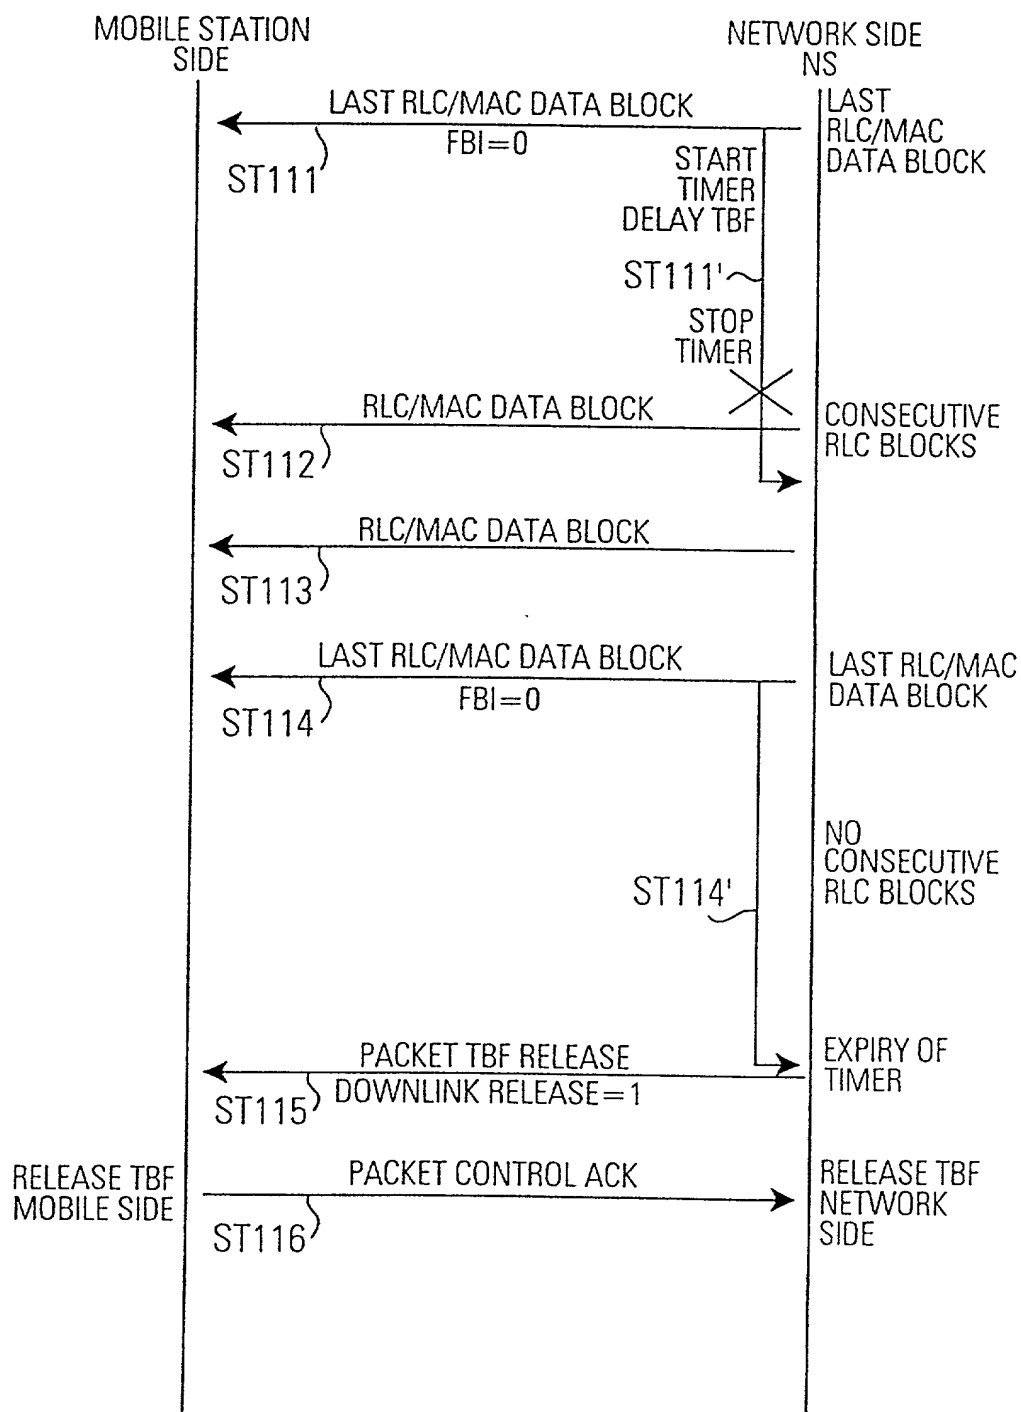 MOBILE STATION
SIDE
NETWORK SIDE
NS
LAST RLC/MAC DATA BLOCK
FBI=0
LAST
RLC/MAC
DATA BLOCK
ST111
START
TIMER
DELAY TBF
ST111'
STOP
TIMER
RLC/MAC DATA BLOCK
CONSECUTIVE
RLC BLOCKS
ST112
RLC/MAC DATA BLOCK
ST113
LAST RLC/MAC DATA BLOCK
FBI=0
LAST RLC/MAC
DATA BLOCK
ST114
NO
CONSECUTIVE
RLC BLOCKS
ST114'
PACKET TBF RELEASE
DOWNLINK RELEASE=1
EXPIRY OF
TIMER
ST115
RELEASE TBF
MOBILE SIDE
PACKET CONTROL ACK
RELEASE TBF
NETWORK
SIDE
ST116